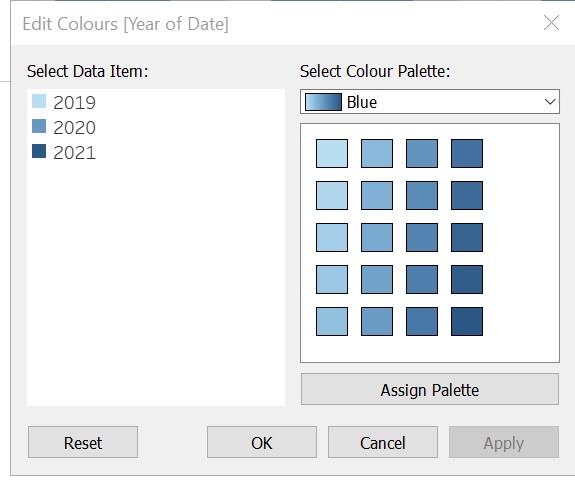 Edit Colours [Year of Date]
Select Data Item:
2019
2020
2021
Select Colour Palette:
Blue
Assign Palette
Reset
OK
Cancel
Apply